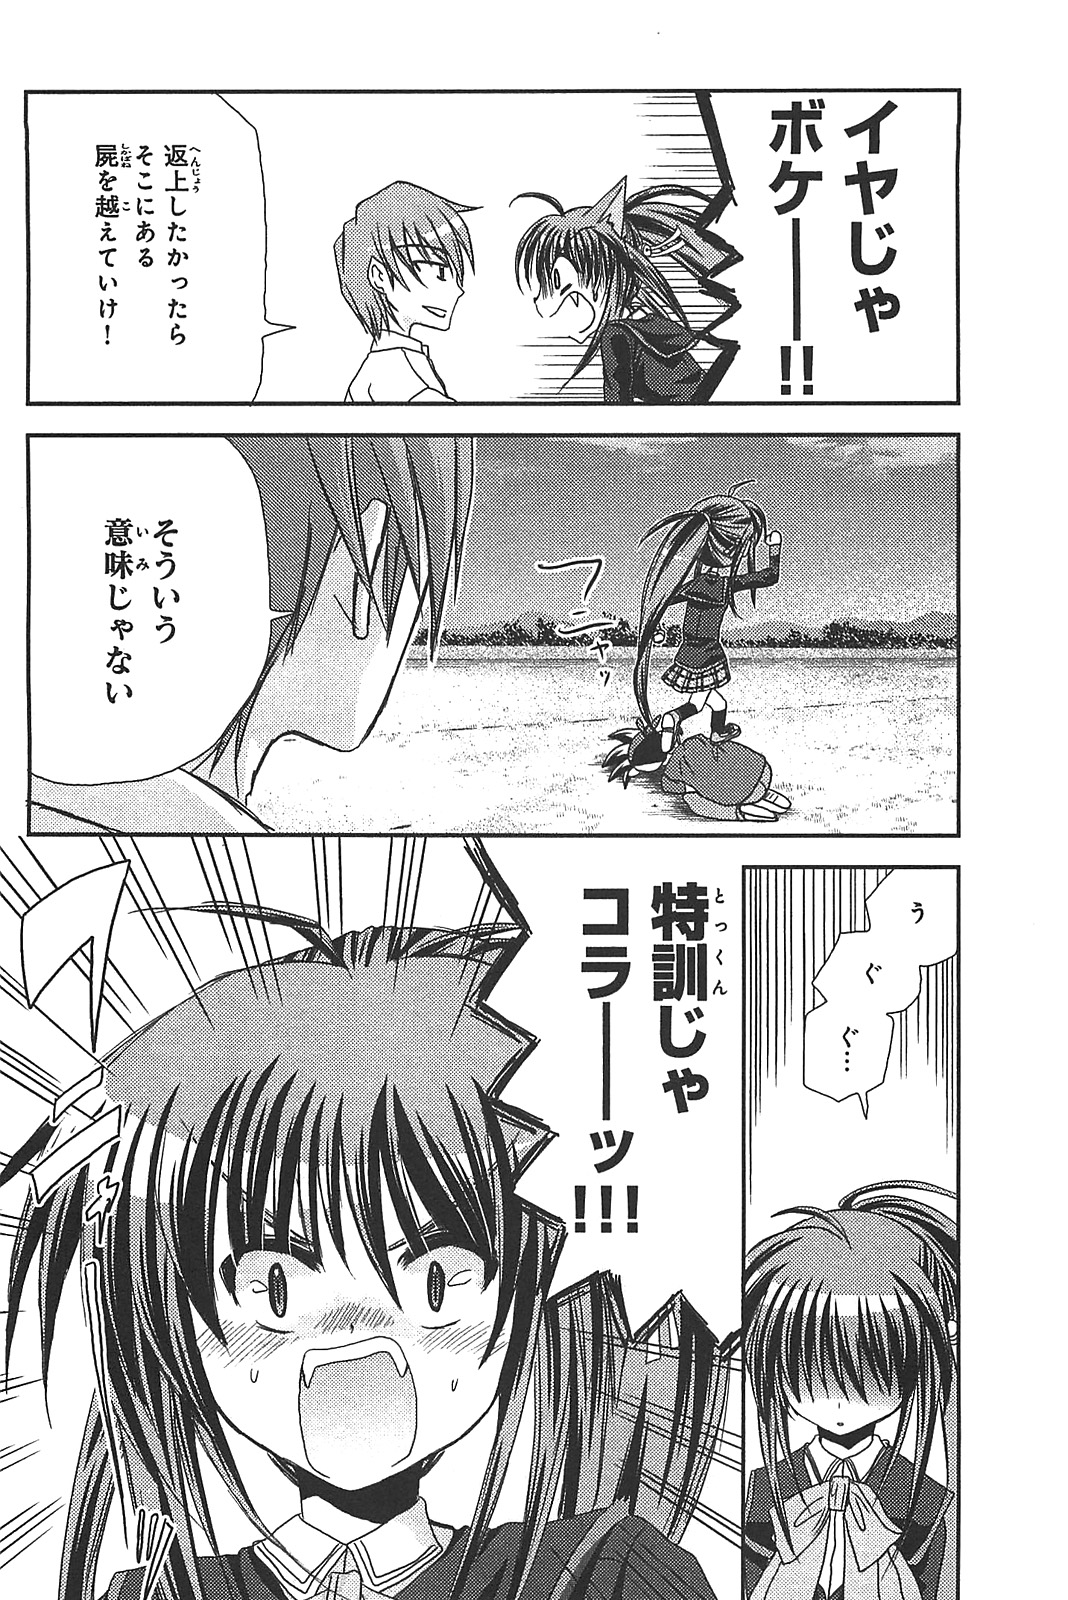 イヤじゃ
ボケーーー!!
返上したかったら
そこにある
屍を越えていけ！
フニャッ
そういう
意味じゃない
う
ぐ
ぐ…
特訓じゃ
コラーーッ!!!